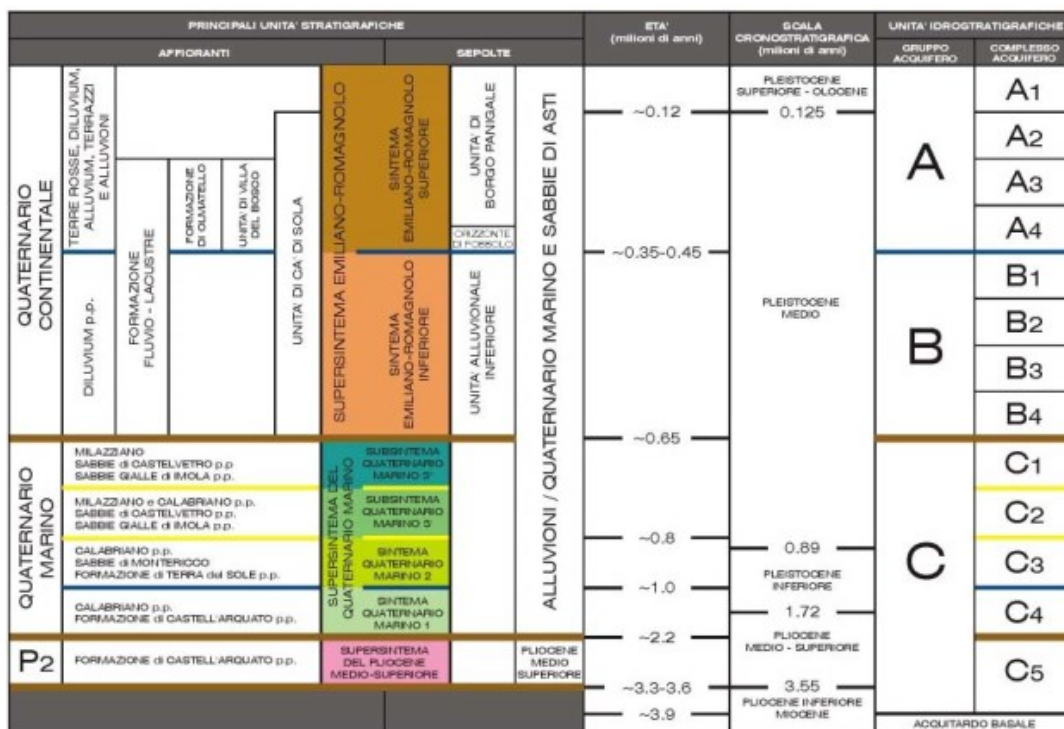 PRINCIPALI UNITA' STRATIGRAFICHE
ETA'
(milioni di anni)
SCALA
CRONOSTRATIGRAFICA
(milioni di anni)
UNITA' IDROSTRATIGRAFICHE
AFFIORANTI
SEPOLTE
GRUPPO
ACQUIFERO
COMPLESSO
ACQUIFERO
QUATERNARIO
CONTINENTALE
TERRE ROSSE, DILUVIUM,
ALLUVIUM, TERRAZZI
E ALLUVIONI
DILUVIUM p.p.
FORMAZIONE
FLUVIO - LACUSTRE
FORMAZIONE
DI OLMATELLO
UNITA' DI VILLA
DEL BOSCO
UNITA' DI CA' DI SOLA
SUPERSINTEMA EMILIANO-ROMAGNOLO
SINTEMA
EMILIANO-ROMAGNOLO
SUPERIORE
SINTEMA
EMILIANO-ROMAGNOLO
INFERIORE
UNITA' DI
BORGO PANIGALE
ORIZZONTE
DI FOSSOLO
UNITA' ALLUVIONALE
INFERIORE
ALLUVIONI / QUATERNARIO MARINO E SABBIE DI ASTI
~0.12
~0.35-0.45
~0.65
~0.8
~1.0
~2.2
~3.3-3.6
~3.9
PLEISTOCENE
SUPERIORE - OLOCENE
0.125
PLEISTOCENE
MEDIO
0.89
PLEISTOCENE
INFERIORE
1.72
PLIOCENE
MEDIO - SUPERIORE
3.55
PLIOCENE INFERIORE
MIOCENE
A
A1
A2
A3
A4
B
B1
B2
B3
B4
C
C1
C2
C3
C4
C5
ACQUITARDO BASALE
QUATERNARIO
MARINO
MILAZZIANO
SABBIE di CASTELVETRO p.p
SABBIE GIALLE di IMOLA p.p.
MILAZZIANO e CALABRIANO p.p.
SABBIE di CASTELVETRO p.p.
SABBIE GIALLE di IMOLA p.p.
CALABRIANO p.p.
SABBIE di MONTERICCO
FORMAZIONE di TERRA del SOLE p.p.
CALABRIANO p.p.
FORMAZIONE di CASTELL'ARQUATO p.p.
SUPERSINTEMA DEL
QUATERNARIO MARINO
SUBSINTEMA
QUATERNARIO
MARINO 3'
SUBSINTEMA
QUATERNARIO
MARINO 3
SINTEMA
QUATERNARIO
MARINO 2
SINTEMA
QUATERNARIO
MARINO 1
P2
FORMAZIONE di CASTELL'ARQUATO p.p.
SUPERSINTEMA
DEL PLIOCENE
MEDIO-SUPERIORE
PLIOCENE
MEDIO
SUPERIORE